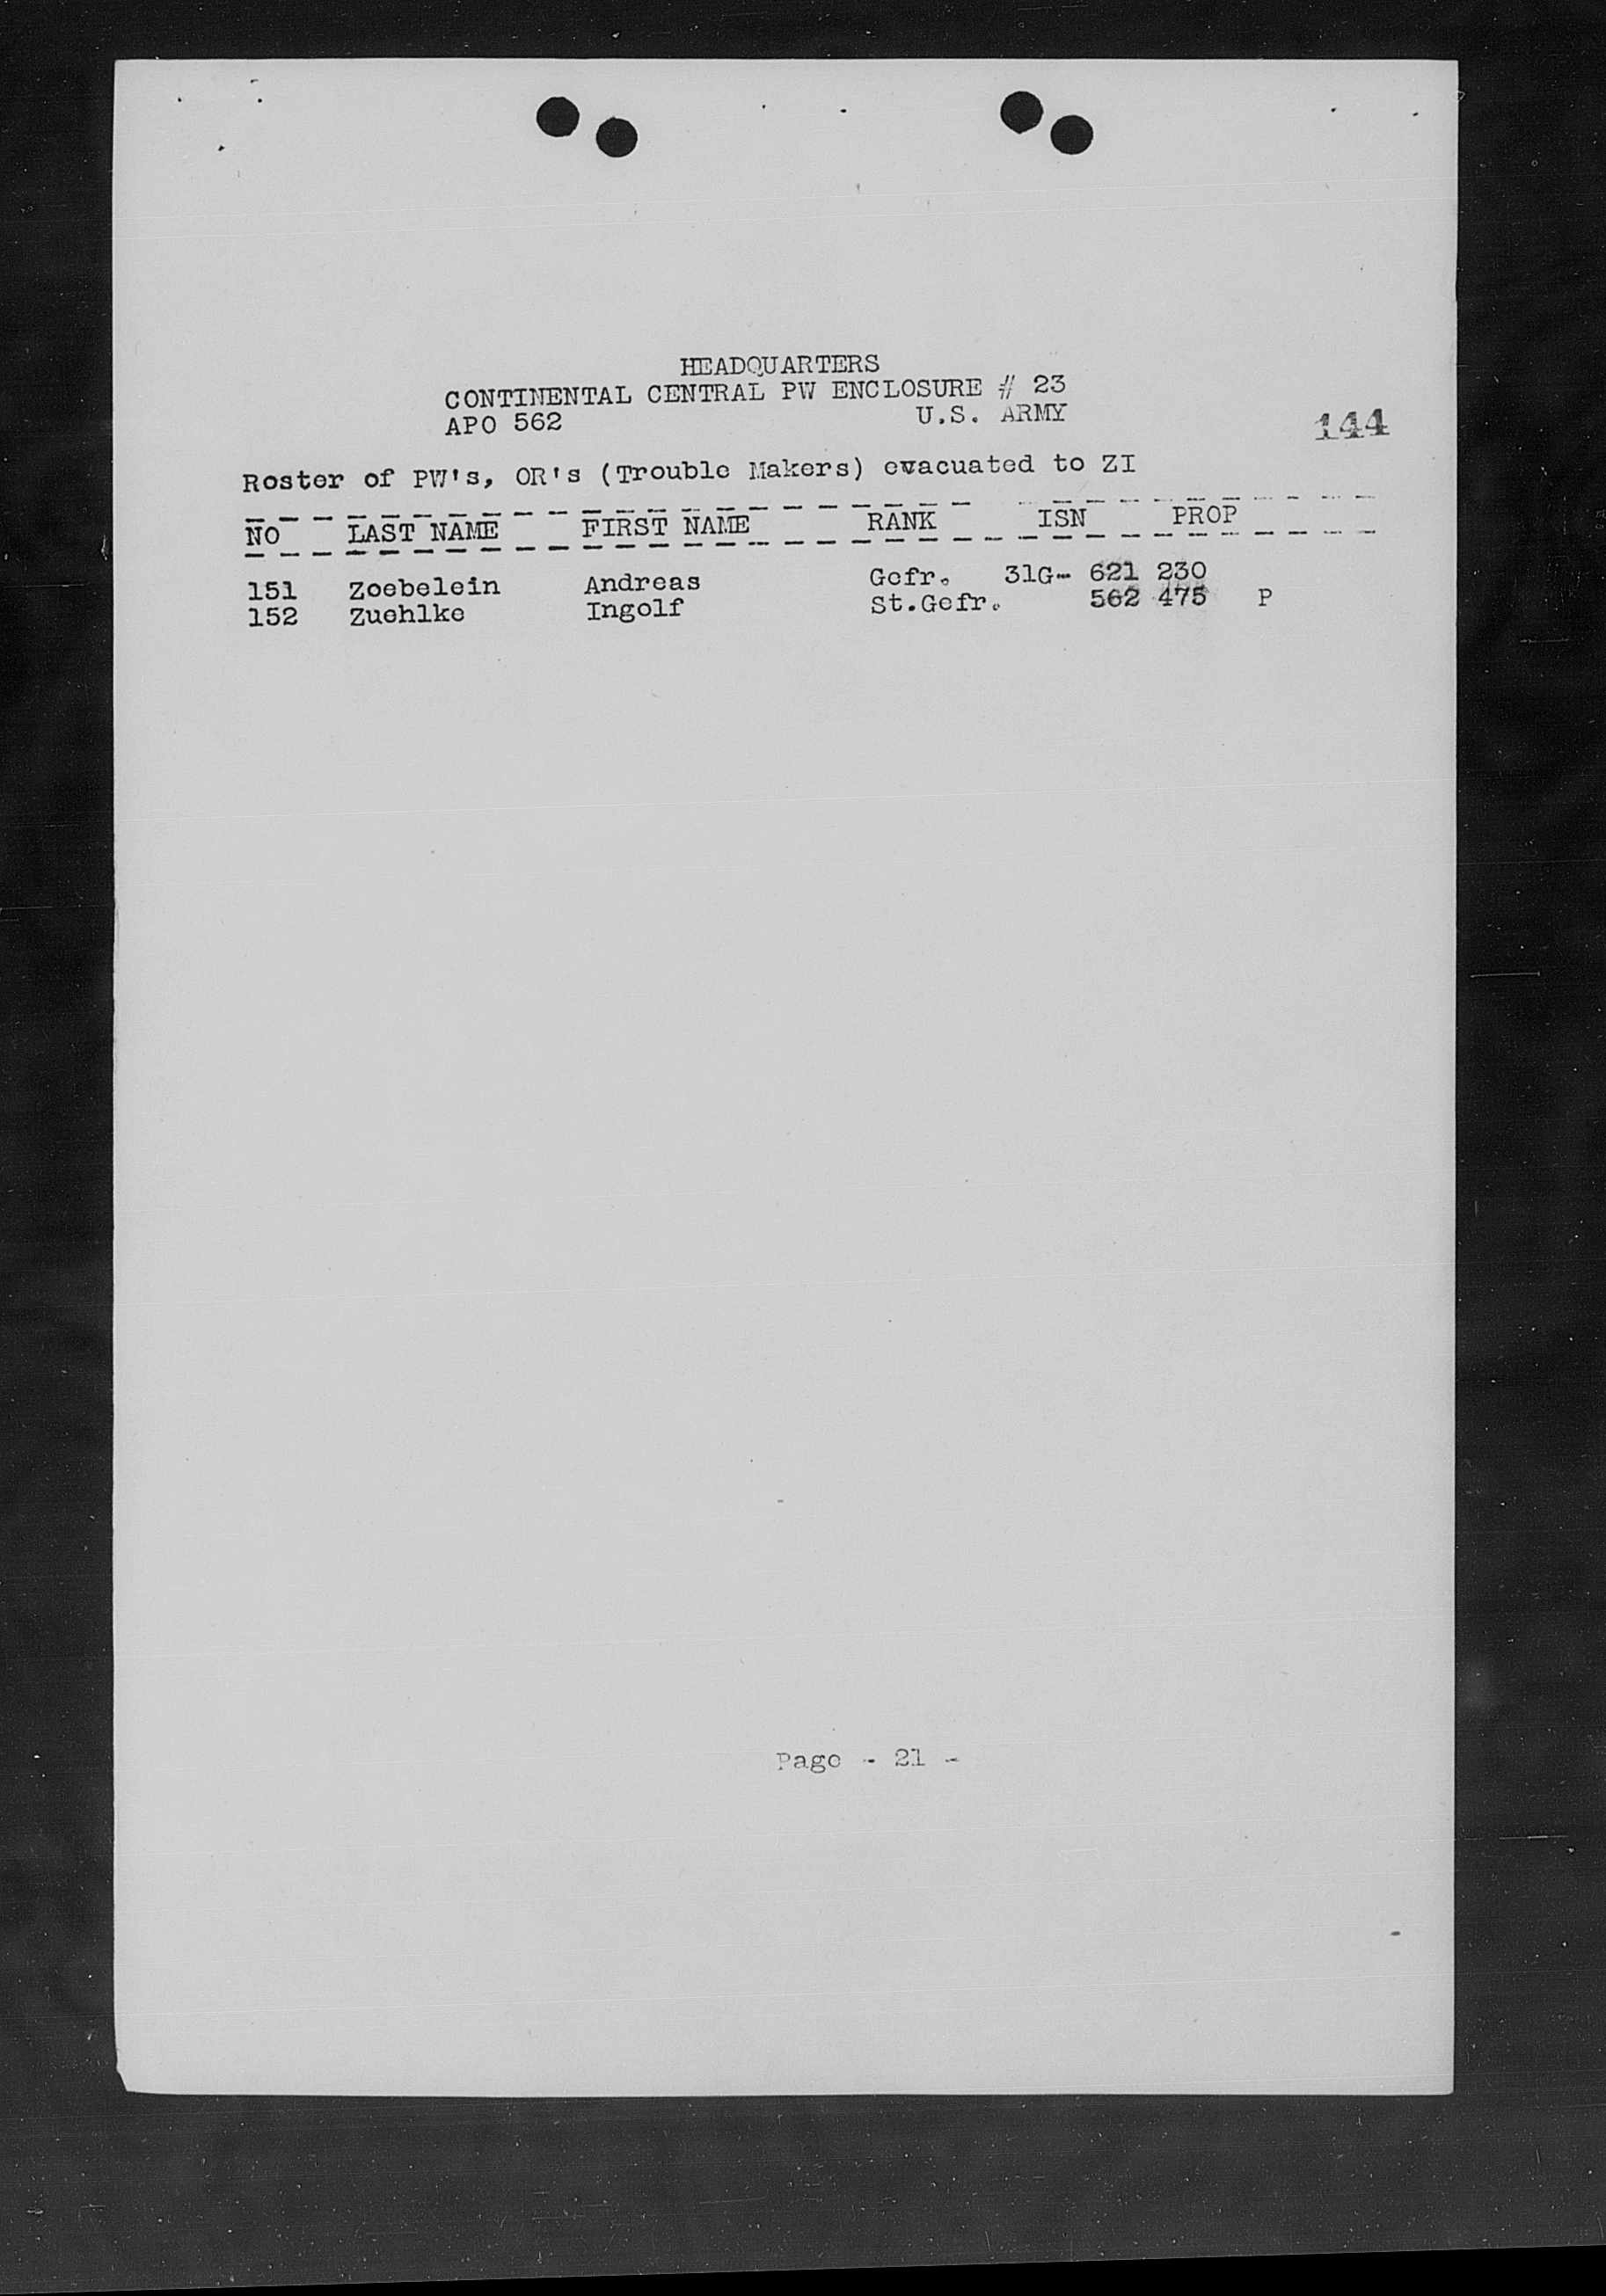 HEADQUARTERS
CONTINENTAL CENTRAL PW ENCLOSURE # 23
APO 562 U.S. ARMY
144
Roster of PW's, OR's (Trouble Makers) evacuated to ZI
NO LAST NAME FIRST NAME RANK ISN PROP
151 Zoebelein Andreas Gefr. 31G- 621 230
152 Zuehlke Ingolf St.Gefr. 562 475 P
Page - 21 -